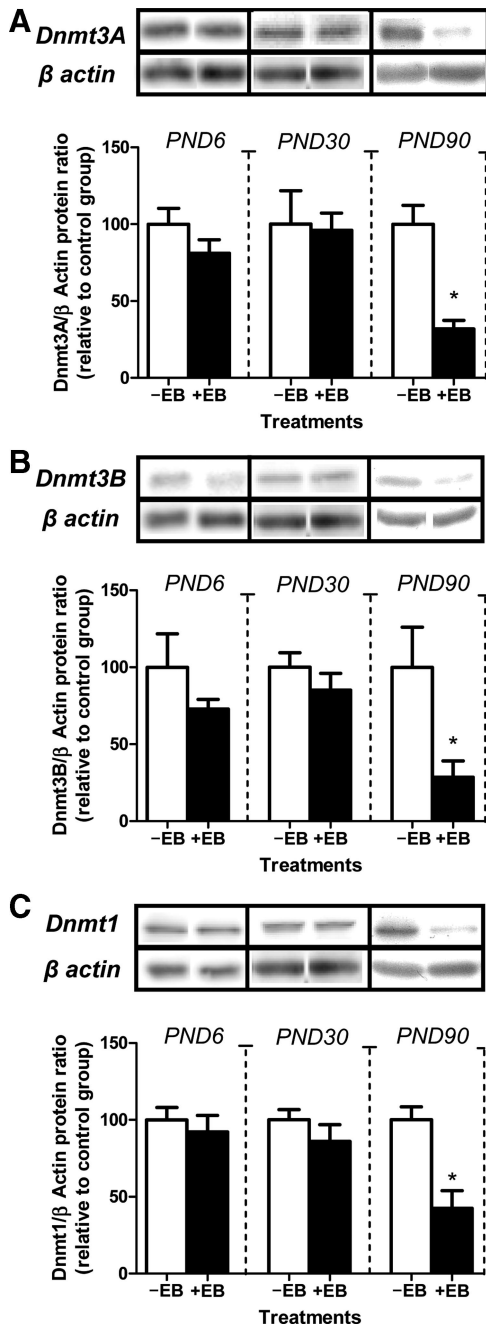 A
Dnmt3A
β actin
PND6 PND30 PND90
150
100
50
0
Dnmt3A/β Actin protein ratio
(relative to control group)
*
−EB +EB −EB +EB −EB +EB
Treatments
B
Dnmt3B
β actin
PND6 PND30 PND90
150
100
50
0
Dnmt3B/β Actin protein ratio
(relative to control group)
*
−EB +EB −EB +EB −EB +EB
Treatments
C
Dnmt1
β actin
PND6 PND30 PND90
150
100
50
0
Dnmt1/β Actin protein ratio
(relative to control group)
*
−EB +EB −EB +EB −EB +EB
Treatments